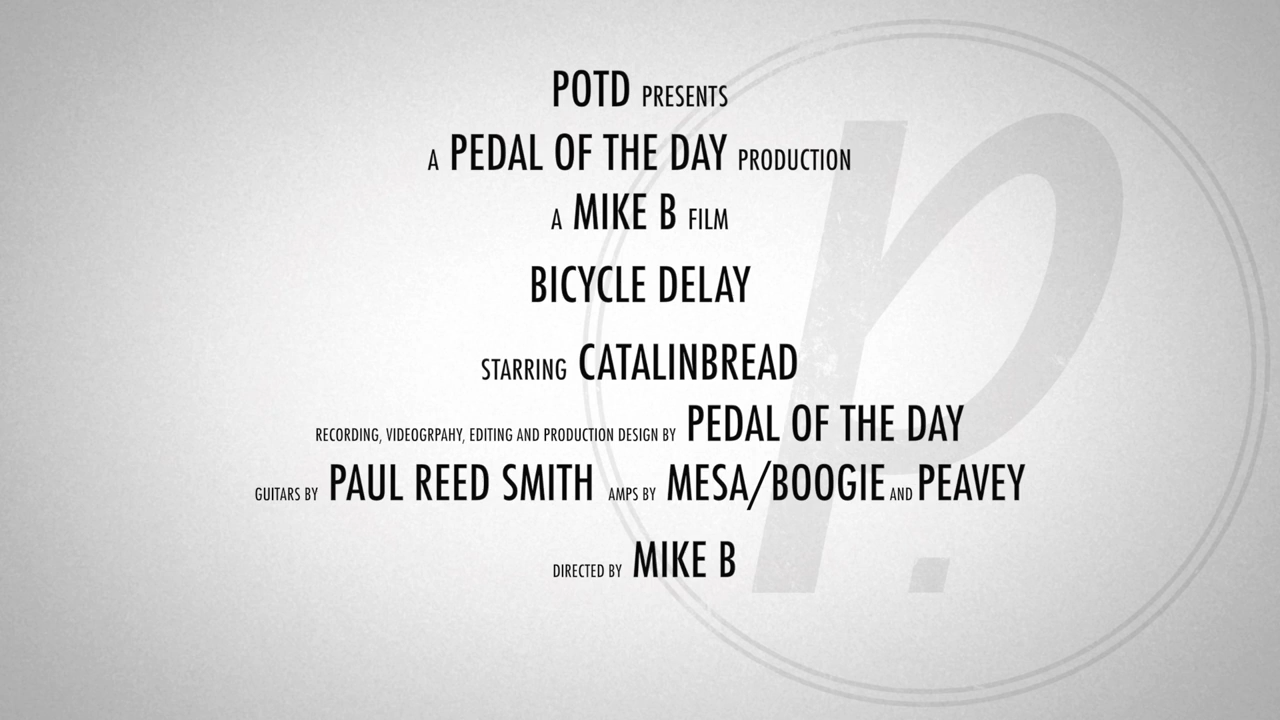 POTD PRESENTS
A PEDAL OF THE DAY PRODUCTION
A MIKE B FILM
BICYCLE DELAY
STARRING CATALINBREAD
RECORDING, VIDEOGRPAHY, EDITING AND PRODUCTION DESIGN BY PEDAL OF THE DAY
GUITARS BY PAUL REED SMITH AMPS BY MESA/BOOGIE AND PEAVEY
DIRECTED BY MIKE B
p.